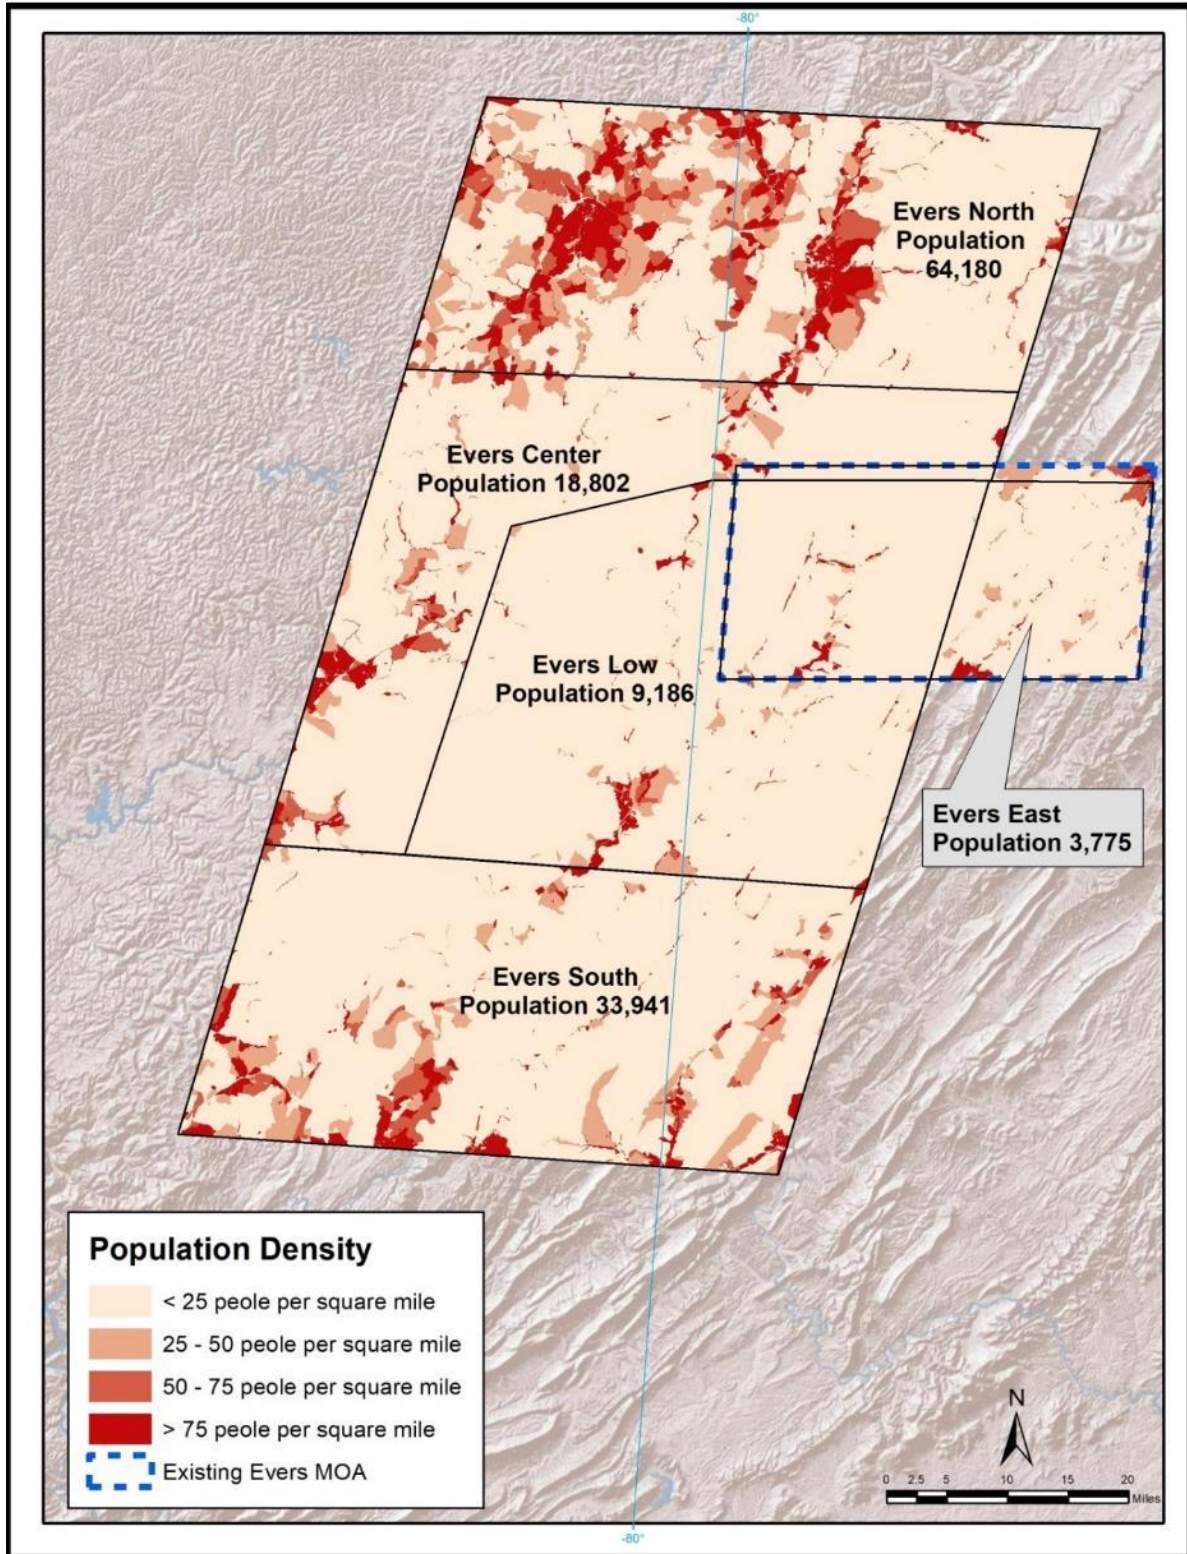 -80°
Evers North
Population
64,180
Evers Center
Population 18,802
Evers Low
Population 9,186
Evers East
Population 3,775
Evers South
Population 33,941
Population Density
< 25 peole per square mile
25 - 50 peole per square mile
50 - 75 peole per square mile
> 75 peole per square mile
Existing Evers MOA
N
0 2.5 5 10 15 20
Miles
-80°